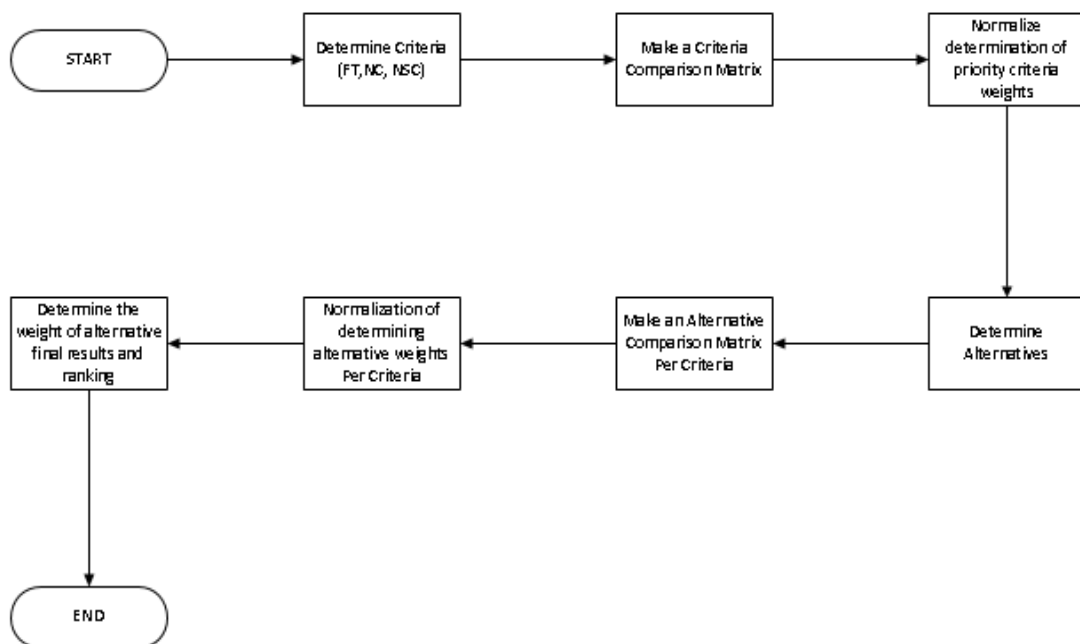 START
Determine Criteria
(FT,NC, NSC)
Make a Criteria
Comparison Matrix
Normalize
determination of
priority criteria
weights
Determine the
weight of alternative
final results and
ranking
Normalization of
determining
alternative weights
Per Criteria
Make an Alternative
Comparison Matrix
Per Criteria
Determine
Alternatives
END